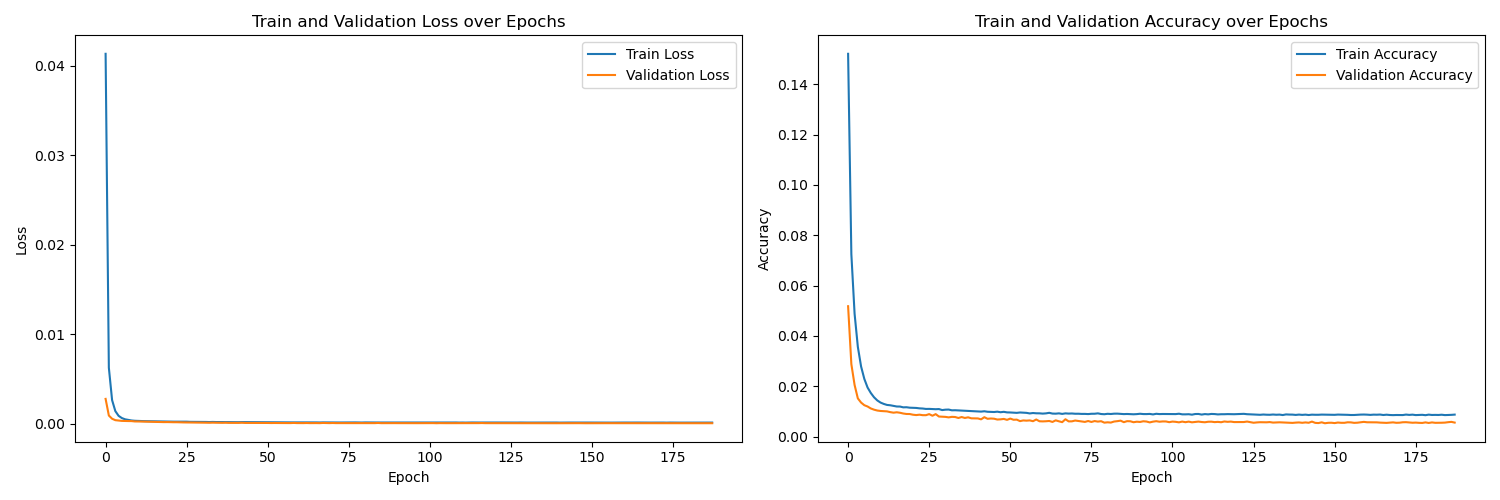 Train and Validation Loss over Epochs
Train Loss
Validation Loss
0.04
0.03
0.02
0.01
0.00
Loss
0 25 50 75 100 125 150 175
Epoch
Train and Validation Accuracy over Epochs
Train Accuracy
Validation Accuracy
0.14
0.12
0.10
0.08
0.06
0.04
0.02
0.00
Accuracy
0 25 50 75 100 125 150 175
Epoch